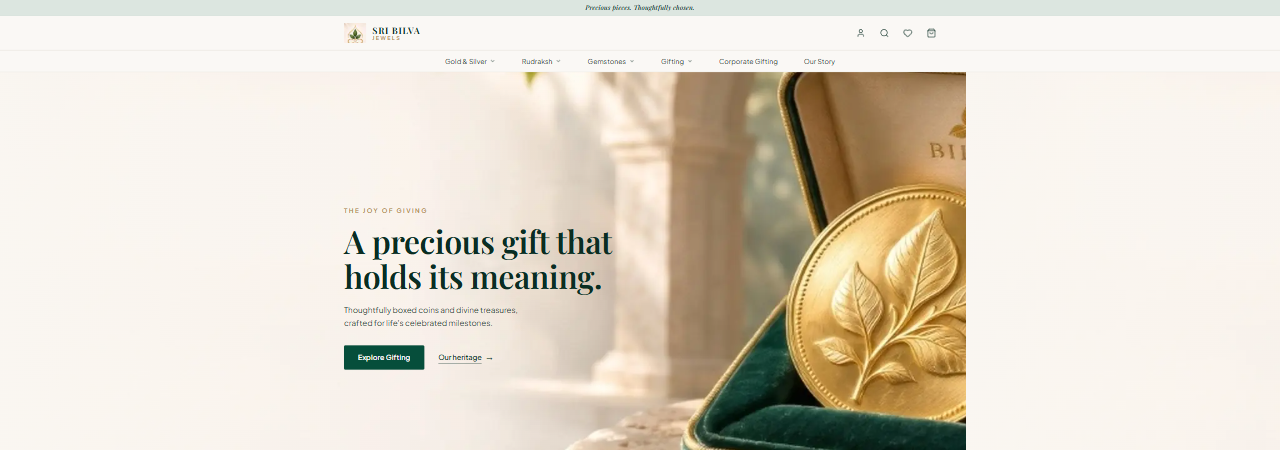 Precious pieces. Thoughtfully chosen.
SRI BILVA
JEWELS
Gold & Silver
Rudraksh
Gemstones
Gifting
Corporate Gifting
Our Story
THE JOY OF GIVING
A precious gift that
holds its meaning.
Thoughtfully boxed coins and divine treasures,
crafted for life's celebrated milestones.
Explore Gifting
Our heritage →